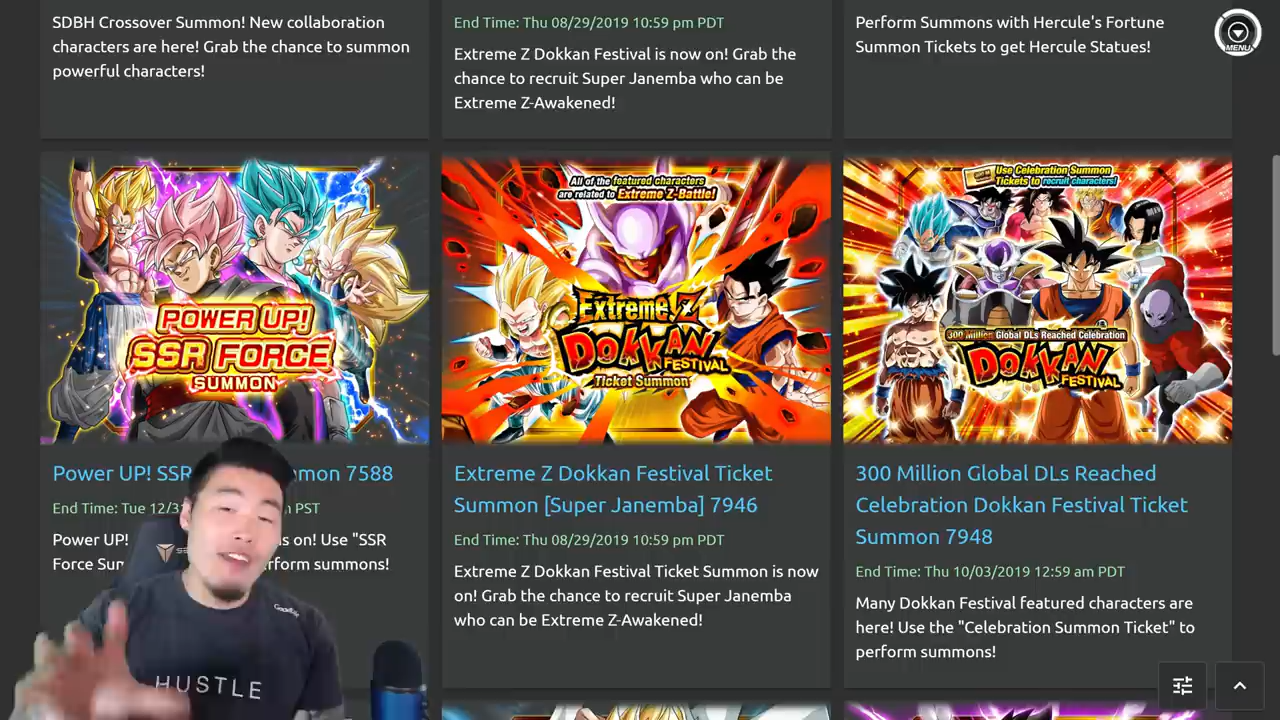 SDBH Crossover Summon! New collaboration
characters are here! Grab the chance to summon
powerful characters!
End Time: Thu 08/29/2019 10:59 pm PDT
Extreme Z Dokkan Festival is now on! Grab the
chance to recruit Super Janemba who can be
Extreme Z-Awakened!
Perform Summons with Hercule's Fortune
Summon Tickets to get Hercule Statues!
MENU
POWER UP!
SSR FORCE
SUMMON
Power UP! SSR
mon 7588
End Time: Tue 12/3
PST
Power UP!
s on! Use "SSR
Force Sum
rform summons!
All of the featured characters
are related to Extreme Z-Battle!
Extreme Z
DOKKAN
FESTIVAL
Ticket Summon
Extreme Z Dokkan Festival Ticket
Summon [Super Janemba] 7946
End Time: Thu 08/29/2019 10:59 pm PDT
Extreme Z Dokkan Festival Ticket Summon is now
on! Grab the chance to recruit Super Janemba
who can be Extreme Z-Awakened!
Use Celebration Summon
Tickets to recruit characters!
300 Million Global DLs Reached Celebration
DOKKAN
FESTIVAL
300 Million Global DLs Reached
Celebration Dokkan Festival Ticket
Summon 7948
End Time: Thu 10/03/2019 12:59 am PDT
Many Dokkan Festival featured characters are
here! Use the "Celebration Summon Ticket" to
perform summons!
HUSTLE